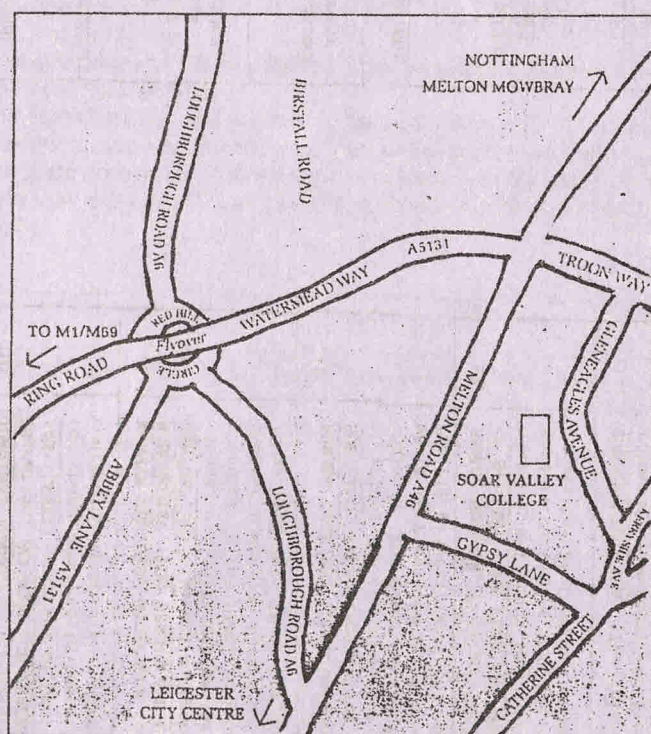 NOTTINGHAM
MELTON MOWBRAY
LOUGHBOROUGH ROAD A6
BIRSTALL ROAD
A5131
TROON WAY
WATERMEAD WAY
RED HILL
Flyover
CIRCLE
TO M1/M69
RING ROAD
GLENEAGLES AVENUE
MELTON ROAD A46
SOAR VALLEY
COLLEGE
ABBEY LANE A5131
LOUGHBOROUGH ROAD A6
GYPSY LANE
CATHERINE STREET
LEICESTER
CITY CENTRE